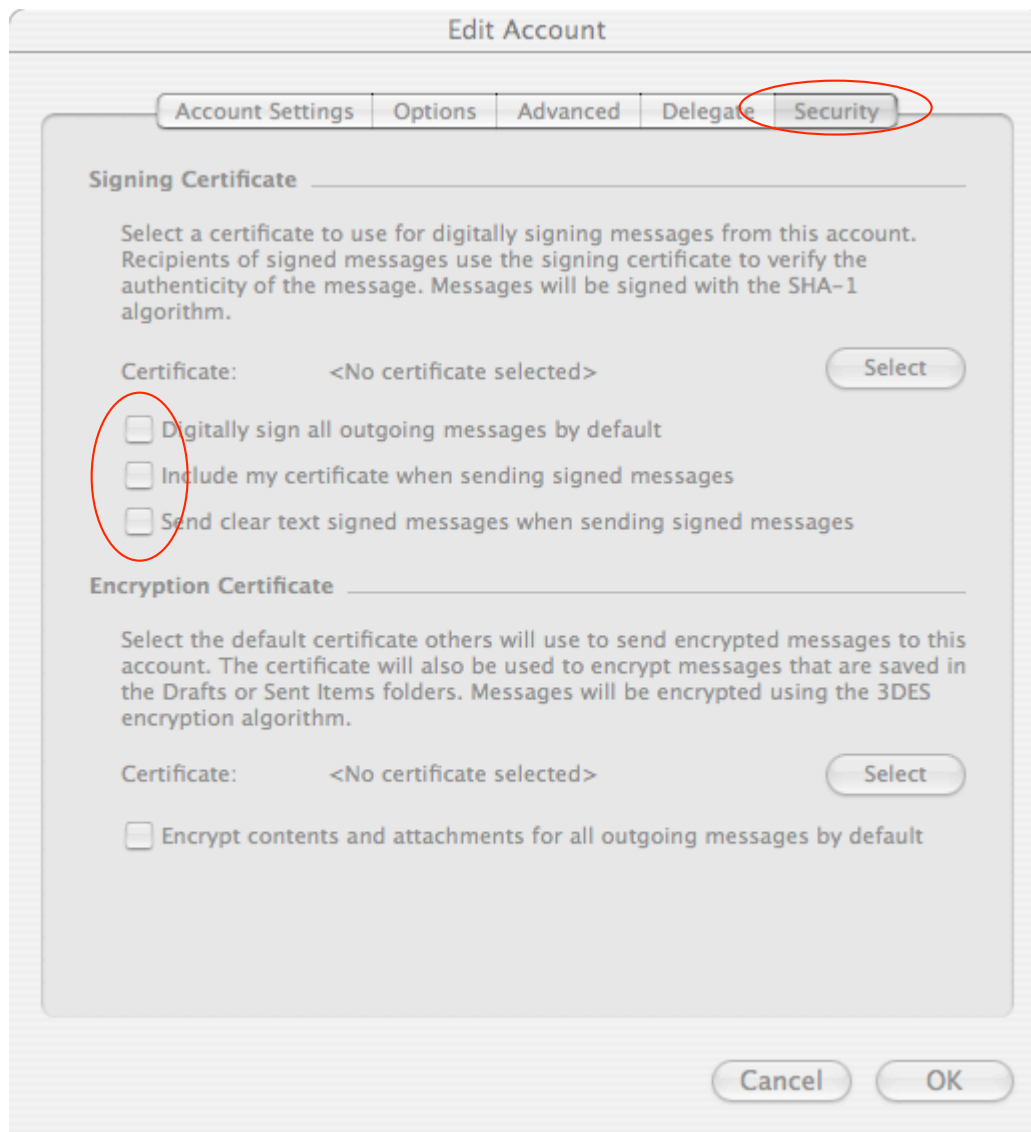 Edit Account
Account Settings Options Advanced Delegate Security
Signing Certificate
Select a certificate to use for digitally signing messages from this account.
Recipients of signed messages use the signing certificate to verify the
authenticity of the message. Messages will be signed with the SHA-1
algorithm.
Certificate: <No certificate selected> Select
Digitally sign all outgoing messages by default
Include my certificate when sending signed messages
Send clear text signed messages when sending signed messages
Encryption Certificate
Select the default certificate others will use to send encrypted messages to this
account. The certificate will also be used to encrypt messages that are saved in
the Drafts or Sent Items folders. Messages will be encrypted using the 3DES
encryption algorithm.
Certificate: <No certificate selected> Select
Encrypt contents and attachments for all outgoing messages by default
Cancel OK